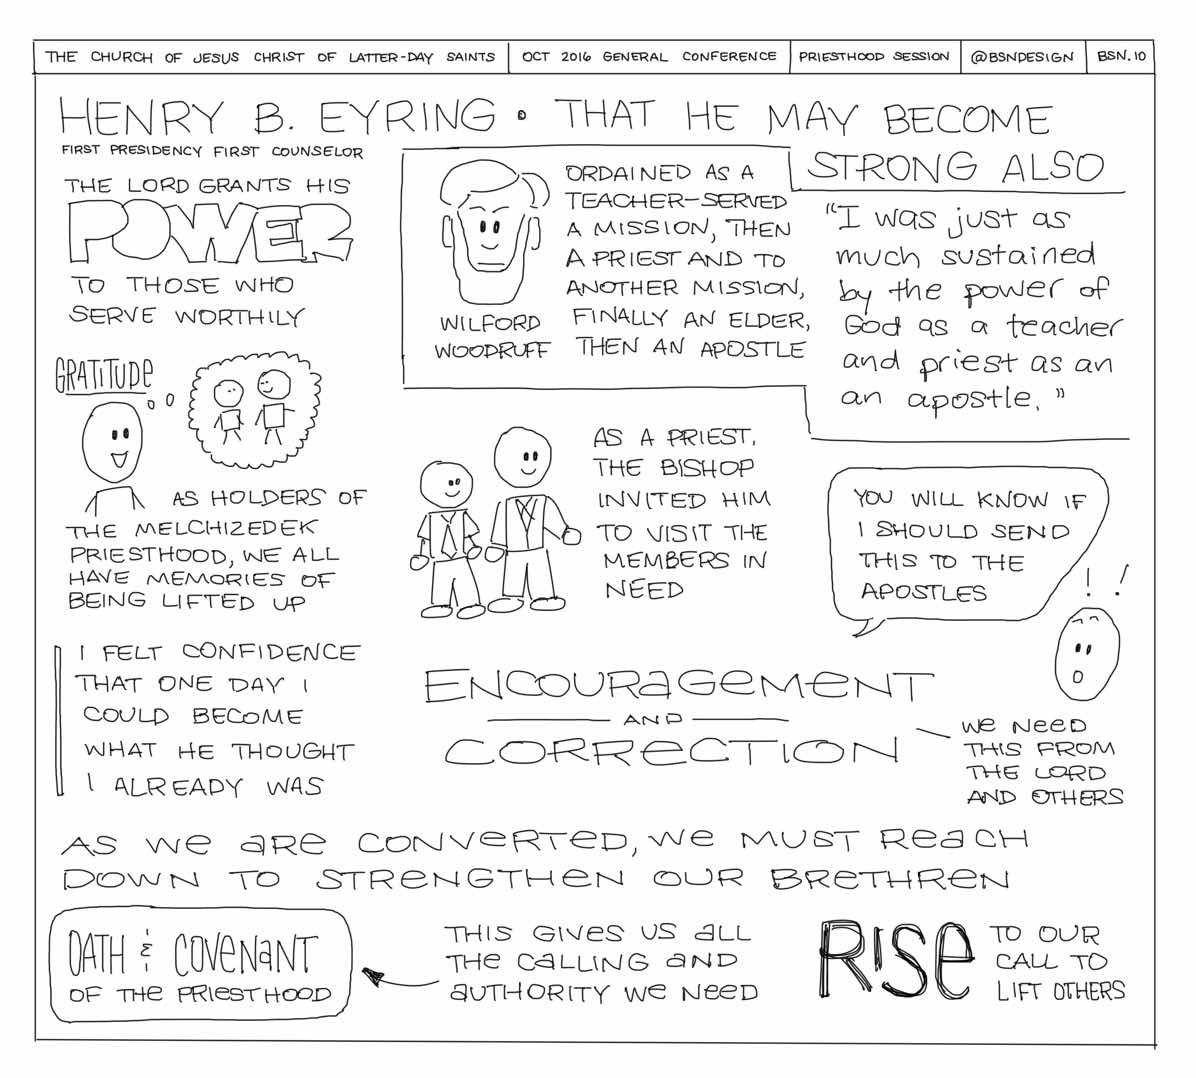 THE CHURCH OF JESUS CHRIST OF LATTER-DAY SAINTS
OCT 2016 GENERAL CONFERENCE
PRIESTHOOD SESSION
@BSNDESIGN
BSN.10
HENRY B. EYRING • THAT HE MAY BECOME
STRONG ALSO
FIRST PRESIDENCY FIRST COUNSELOR
THE LORD GRANTS HIS
POWER
TO THOSE WHO
SERVE WORTHILY
WILFORD
WOODRUFF
ORDAINED AS A
TEACHER-SERVED
A MISSION, THEN
A PRIEST AND TO
ANOTHER MISSION,
FINALLY AN ELDER,
THEN AN APOSTLE
"I was just as
much sustained
by the power of
God as a teacher
and priest as an
an apostle."
GRATITUDE
AS HOLDERS OF
THE MELCHIZEDEK
PRIESTHOOD, WE ALL
HAVE MEMORIES OF
BEING LIFTED UP
AS A PRIEST,
THE BISHOP
INVITED HIM
TO VISIT THE
MEMBERS IN
NEED
YOU WILL KNOW IF
I SHOULD SEND
THIS TO THE
APOSTLES
! !
I FELT CONFIDENCE
THAT ONE DAY I
COULD BECOME
WHAT HE THOUGHT
I ALREADY WAS
ENCOURAGEMENT
AND
CORRECTION
WE NEED
THIS FROM
THE LORD
AND OTHERS
AS WE ARE CONVERTED, WE MUST REACH
DOWN TO STRENGTHEN OUR BRETHREN
OATH & COVENANT
OF THE PRIESTHOOD
THIS GIVES US ALL
THE CALLING AND
AUTHORITY WE NEED
RISE
TO OUR
CALL TO
LIFT OTHERS